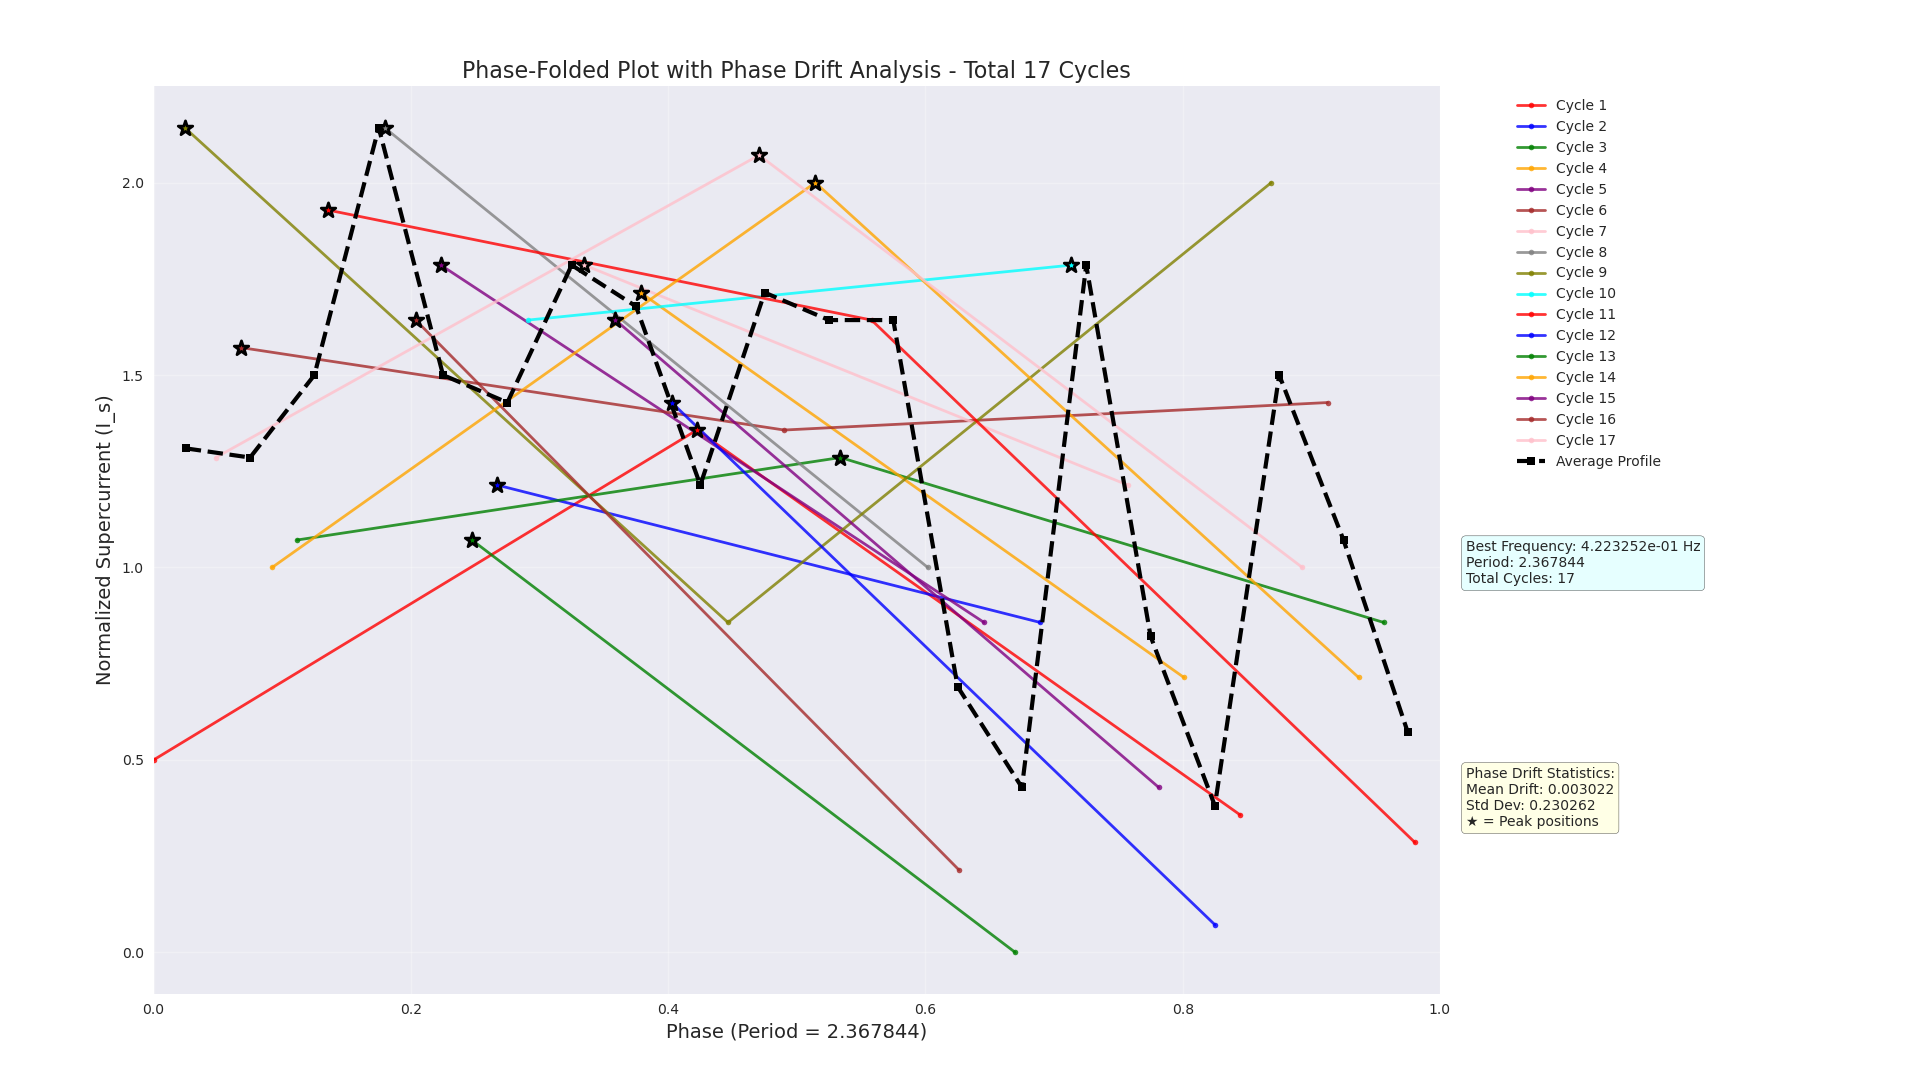 Phase-Folded Plot with Phase Drift Analysis - Total 17 Cycles
Normalized Supercurrent (I_s)
2.0
1.5
1.0
0.5
0.0
0.0
0.2
0.4
0.6
0.8
1.0
Phase (Period = 2.367844)
Cycle 1
Cycle 2
Cycle 3
Cycle 4
Cycle 5
Cycle 6
Cycle 7
Cycle 8
Cycle 9
Cycle 10
Cycle 11
Cycle 12
Cycle 13
Cycle 14
Cycle 15
Cycle 16
Cycle 17
Average Profile
Best Frequency: 4.223252e-01 Hz
Period: 2.367844
Total Cycles: 17
Phase Drift Statistics:
Mean Drift: 0.003022
Std Dev: 0.230262
★ = Peak positions